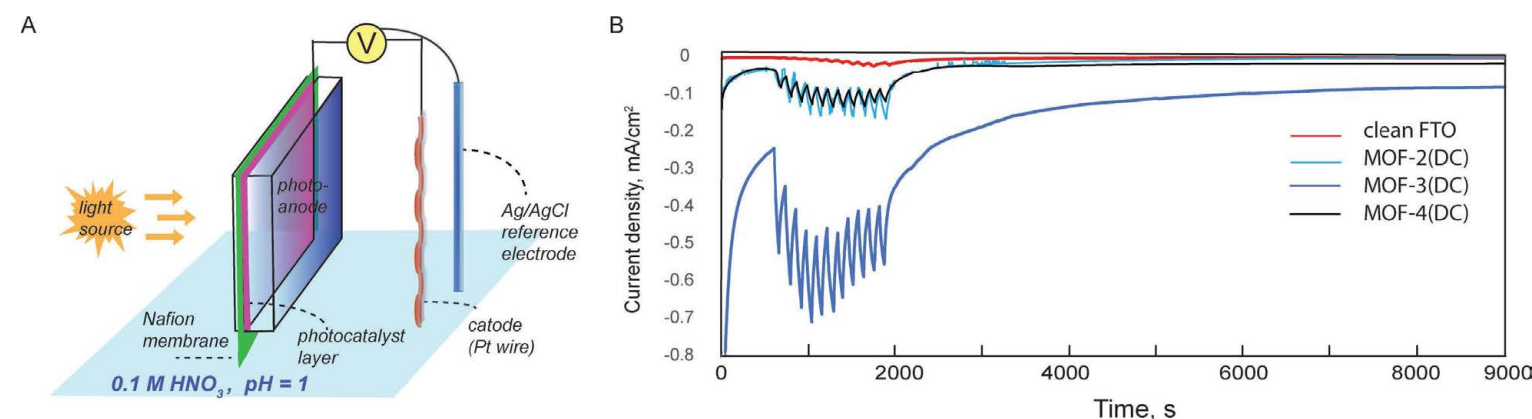 A
V
light
source
photo-
anode
Ag/AgCl
reference
electrode
Nafion
membrane
photocatalyst
layer
catode
(Pt wire)
0.1 M HNO₃, pH = 1
B
Current density, mA/cm²
0
-0.1
-0.2
-0.3
-0.4
-0.5
-0.6
-0.7
-0.8
clean FTO
MOF-2(DC)
MOF-3(DC)
MOF-4(DC)
0 2000 4000 6000 8000 9000
Time, s